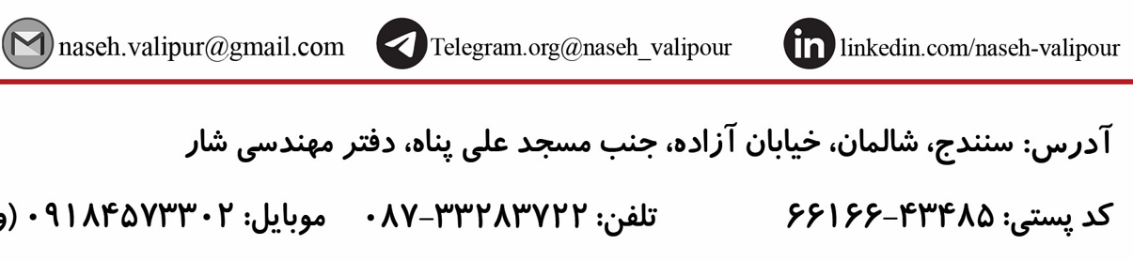 naseh.valipur@gmail.com Telegram.org@naseh_valipour linkedin.com/naseh-valipour
آدرس: سنندج، شالمان، خیابان آزاده، جنب مسجد علی پناه، دفتر مهندسی شار
کد پستی: ۴۳۴۸۵-۶۶۱۶۶ تلفن: ۳۳۲۸۳۷۲۲-۰۸۷ موبایل: ۰۹۱۸۴۵۷۳۳۰۲ (و